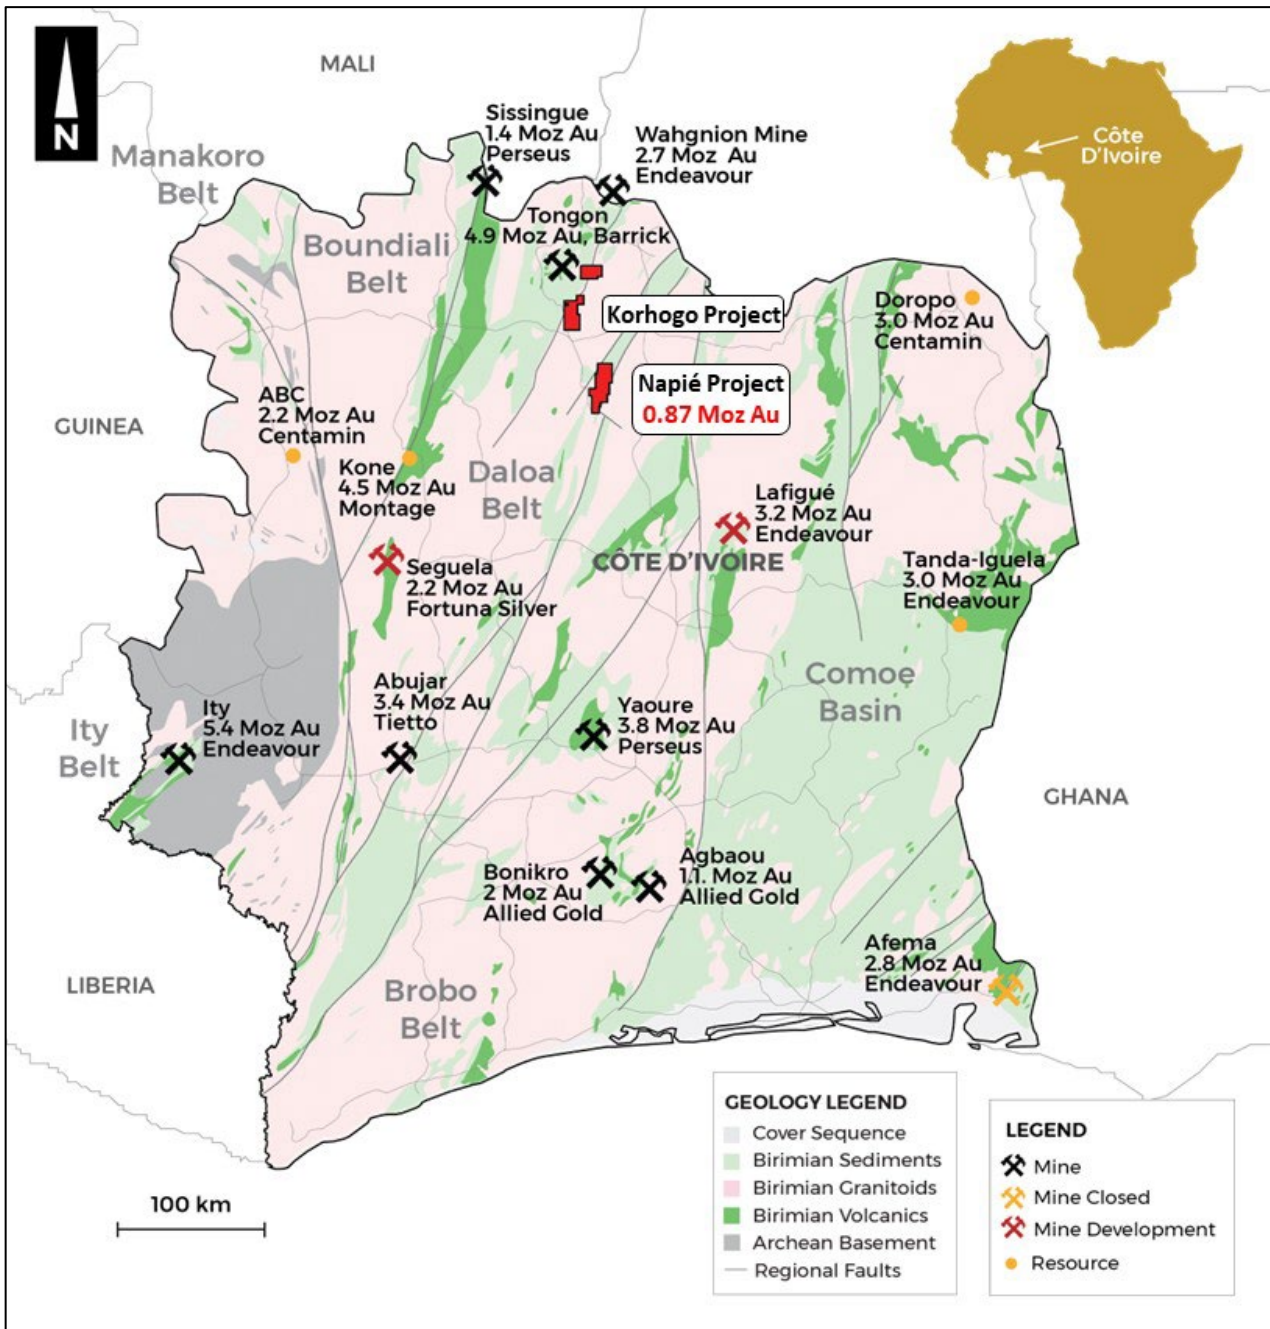 N
MALI
Manakoro
Belt
Sissingue
1.4 Moz Au
Perseus
Wahgnion Mine
2.7 Moz Au
Endeavour
Côte
D'Ivoire
Tongon
4.9 Moz Au, Barrick
Boundiali
Belt
Korhogo Project
Doropo
3.0 Moz Au
Centamin
Napié Project
0.87 Moz Au
GUINEA
ABC
2.2 Moz Au
Centamin
Kone
4.5 Moz Au
Montage
Daloa
Belt
Lafigué
3.2 Moz Au
Endeavour
CÔTE D'IVOIRE
Seguela
2.2 Moz Au
Fortuna Silver
Tanda-Iguela
3.0 Moz Au
Endeavour
Comoe
Basin
Abujar
3.4 Moz Au
Tietto
Ity
5.4 Moz Au
Endeavour
Ity
Belt
Yaoure
3.8 Moz Au
Perseus
GHANA
Bonikro
2 Moz Au
Allied Gold
Agbaou
1.1. Moz Au
Allied Gold
Afema
2.8 Moz Au
Endeavour
LIBERIA
Brobo
Belt
100 km
GEOLOGY LEGEND
Cover Sequence
Birimian Sediments
Birimian Granitoids
Birimian Volcanics
Archean Basement
Regional Faults
LEGEND
Mine
Mine Closed
Mine Development
Resource